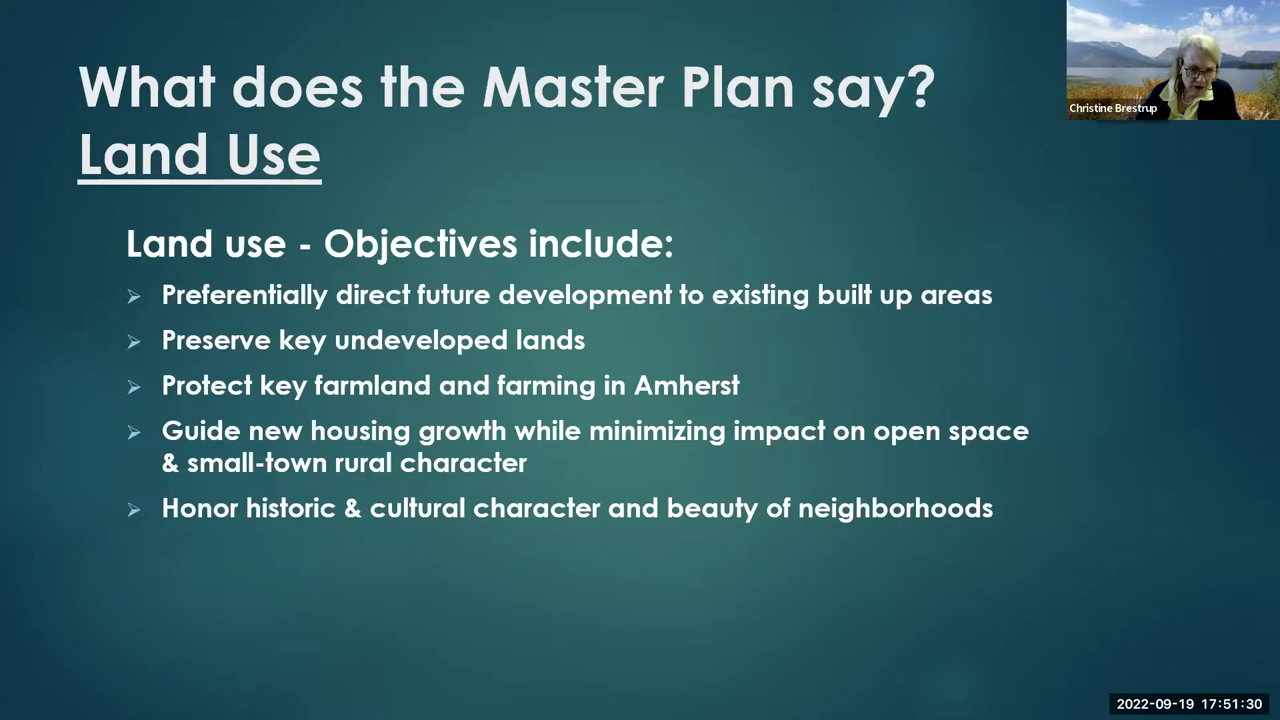 What does the Master Plan say?
Land Use
Christine Brestrup
Land use - Objectives include:
Preferentially direct future development to existing built up areas
Preserve key undeveloped lands
Protect key farmland and farming in Amherst
Guide new housing growth while minimizing impact on open space
& small-town rural character
Honor historic & cultural character and beauty of neighborhoods
2022-09-19 17:51:30